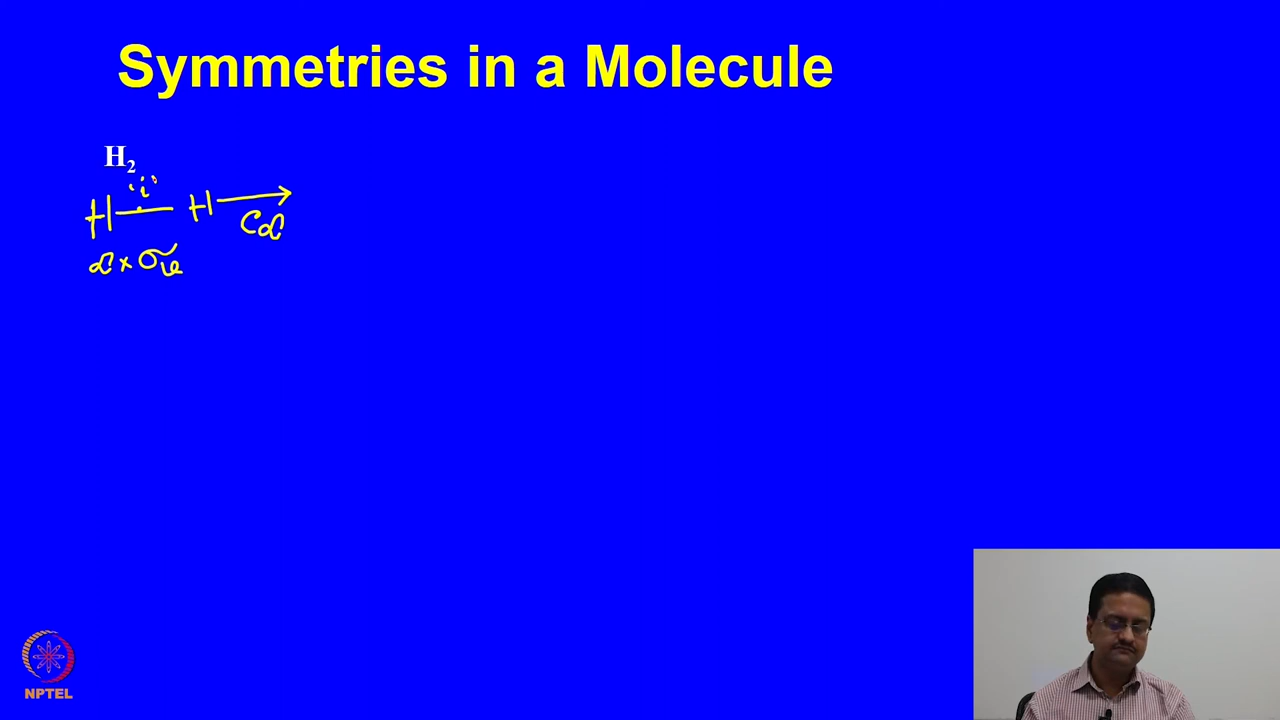 Symmetries in a Molecule
H₂
"i"
H—H → C∞
∞ × σv
NPTEL